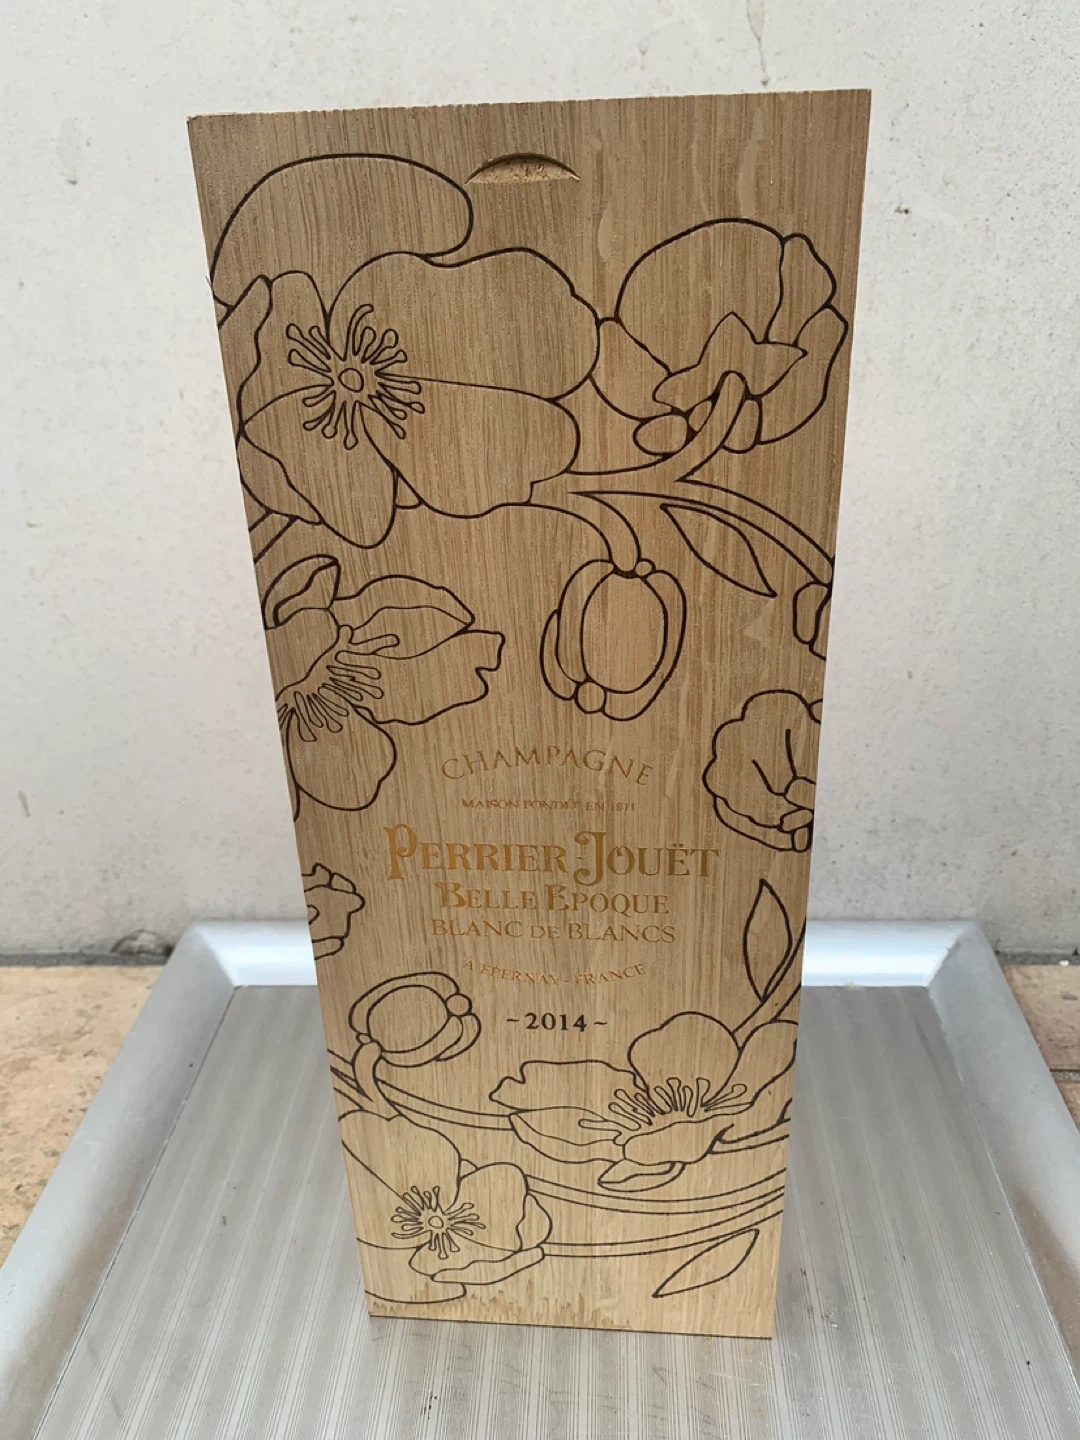 CHAMPAGNE
MAISON FONDÉE EN 1811
PERRIER-JOUËT
BELLE EPOQUE
BLANC DE BLANCS
A EPERNAY - FRANCE
~2014~